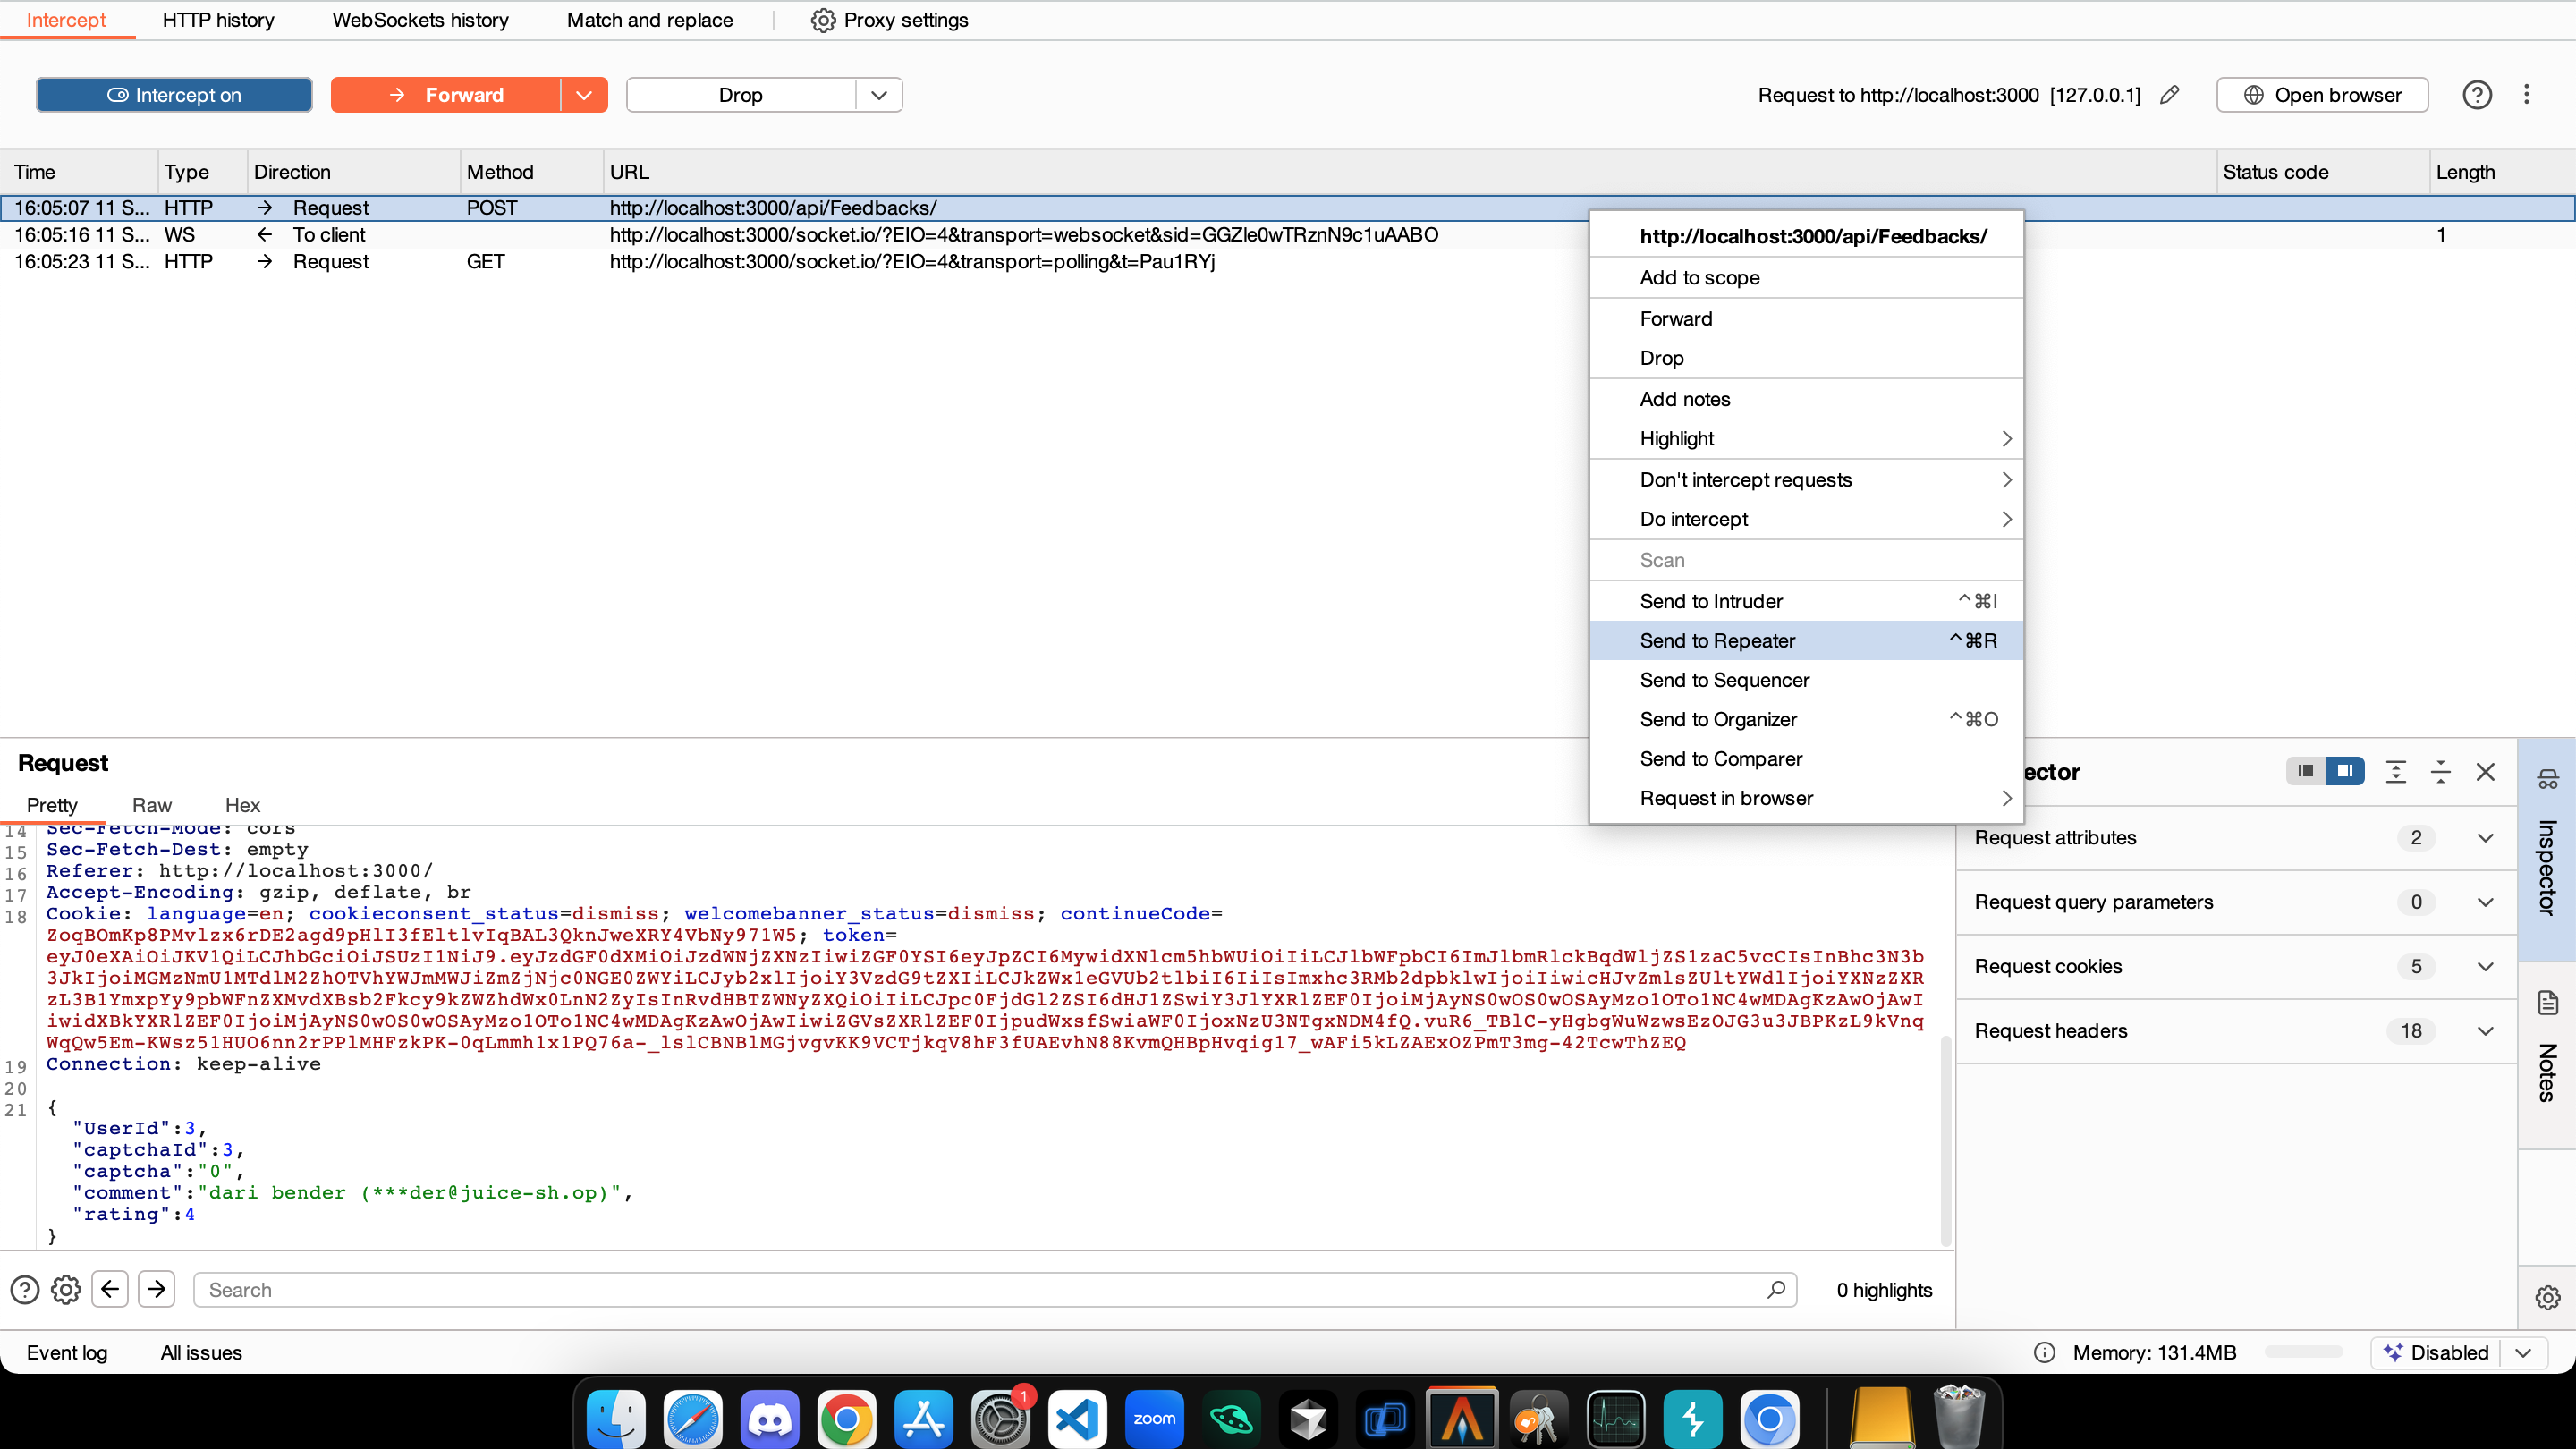 Intercept HTTP history WebSockets history Match and replace Proxy settings
Intercept on Forward Drop Request to http://localhost:3000 [127.0.0.1] Open browser
Time Type Direction Method URL Status code Length
16:05:07 11 S... HTTP → Request POST http://localhost:3000/api/Feedbacks/
16:05:16 11 S... WS ← To client http://localhost:3000/socket.io/?EIO=4&transport=websocket&sid=GGZle0wTRznN9c1uAABO 1
16:05:23 11 S... HTTP → Request GET http://localhost:3000/socket.io/?EIO=4&transport=polling&t=Pau1RYj
http://localhost:3000/api/Feedbacks/
Add to scope
Forward
Drop
Add notes
Highlight
Don't intercept requests
Do intercept
Scan
Send to Intruder ^⌘I
Send to Repeater ^⌘R
Send to Sequencer
Send to Organizer ^⌘O
Send to Comparer
Request in browser
Request
Pretty Raw Hex
14 Sec-Fetch-Mode: cors
15 Sec-Fetch-Dest: empty
16 Referer: http://localhost:3000/
17 Accept-Encoding: gzip, deflate, br
18 Cookie: language=en; cookieconsent_status=dismiss; welcomebanner_status=dismiss; continueCode=
ZoqBOmKp8PMvlzx6rDE2agd9pHlI3fEltlvIqBAL3QknJweXRY4VbNy971W5; token=
eyJ0eXAiOiJKV1QiLCJhbGciOiJSUzI1NiJ9.eyJzdGF0dXMiOiJzdWNjZXNzIiwiZGF0YSI6eyJpZCI6MywidXNlcm5hbWUiOiIiLCJlbWFpbCI6ImJlbmRlckBqdWljZS1zaC5vcCIsInBhc3N3b
3JkIjoiMGMzNmU1MTdlM2ZhOTVhYWJmMWJiZmZjNjc0NGE0ZWYiLCJyb2xlIjoiY3VzdG9tZXIiLCJkZWx1eGVUb2tlbiI6IiIsImxhc3RMb2dpbklwIjoiIiwicHJvZmlsZUltYWdlIjoiYXNzZXR
zL3B1YmxpYy9pbWFnZXMvdXBsb2Fkcy9kZWZhdWx0LnN2ZyIsInRvdHBTZWNyZXQiOiIiLCJpc0FjdGl2ZSI6dHJ1ZSwiY3JlYXRlZEF0IjoiMjAyNS0wOS0wOSAyMzo1OTo1NC4wMDAgKzAwOjAwI
iwidXBkYXRlZEF0IjoiMjAyNS0wOS0wOSAyMzo1OTo1NC4wMDAgKzAwOjAwIiwiZGVsZXRlZEF0IjpudWxsfSwiaWF0IjoxNzU3NTgxNDM4fQ.vuR6_TBlC-yHgbgWuWzwsEzOJG3u3JBPKzL9kVnq
WqQw5Em-KWsz51HUO6nn2rPPlMHFzkPK-0qLmmh1x1PQ76a-_lslCBNBlMGjvgvKK9VCTjkqV8hF3fUAEvhN88KvmQHBpHvqig17_wAFi5kLZAExOZPmT3mg-42TcwThZEQ
19 Connection: keep-alive
20
21 {
"UserId":3,
"captchaId":3,
"captcha":"0",
"comment":"dari bender (***der@juice-sh.op)",
"rating":4
}
ector
Request attributes 2
Request query parameters 0
Request cookies 5
Request headers 18
Inspector
Notes
Search 0 highlights
Event log All issues Memory: 131.4MB Disabled
1
zoom